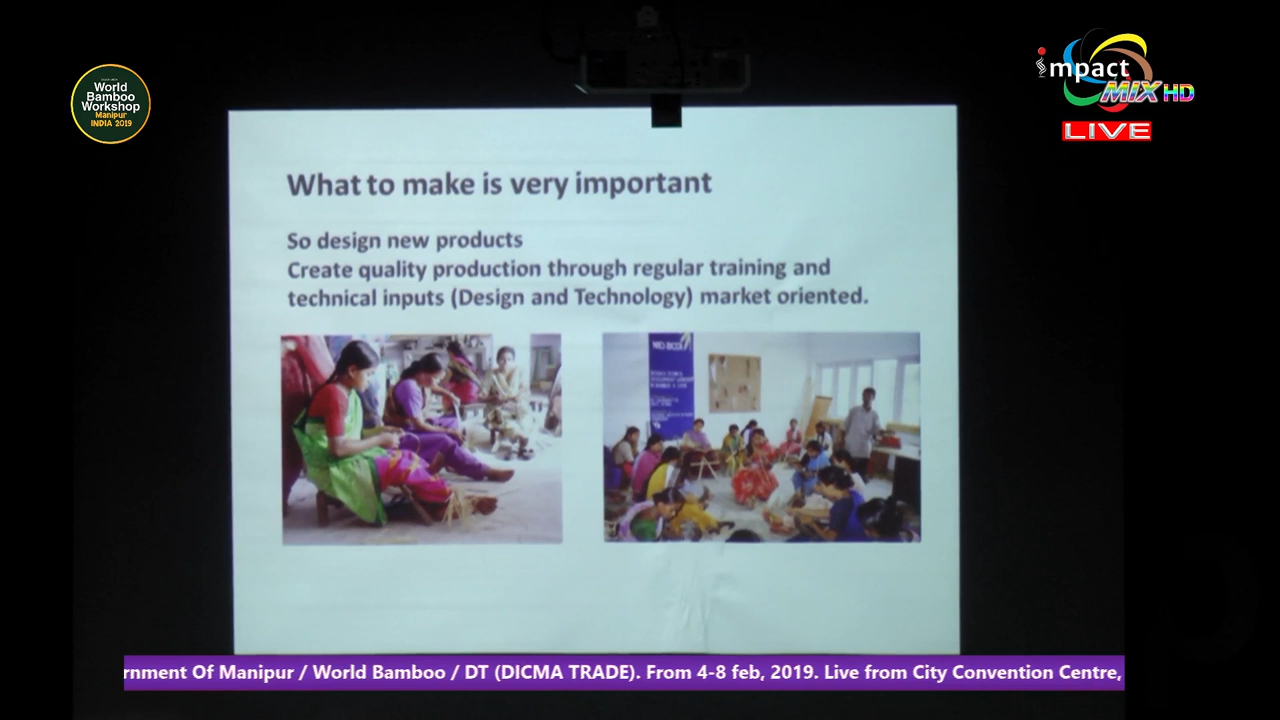 World
Bamboo
Workshop
Manipur
INDIA 2019
impact
MIX HD
LIVE
What to make is very important
So design new products
Create quality production through regular training and
technical inputs (Design and Technology) market oriented.
rnment Of Manipur / World Bamboo / DT (DICMA TRADE). From 4-8 feb, 2019. Live from City Convention Centre,